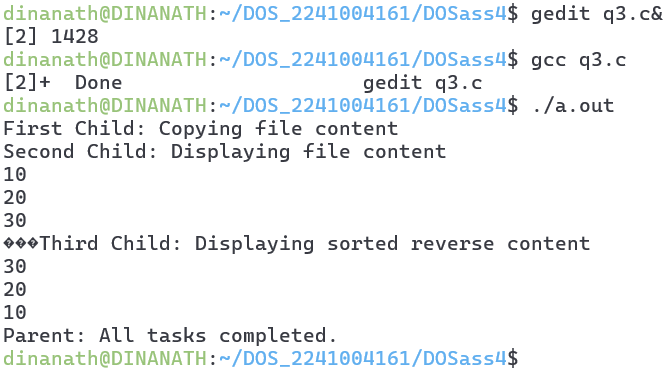 dinanath@DINANATH:~/DOS_2241004161/DOSass4$ gedit q3.c&
[2] 1428
dinanath@DINANATH:~/DOS_2241004161/DOSass4$ gcc q3.c
[2]+  Done                    gedit q3.c
dinanath@DINANATH:~/DOS_2241004161/DOSass4$ ./a.out
First Child: Copying file content
Second Child: Displaying file content
10
20
30
���Third Child: Displaying sorted reverse content
30
20
10
Parent: All tasks completed.
dinanath@DINANATH:~/DOS_2241004161/DOSass4$